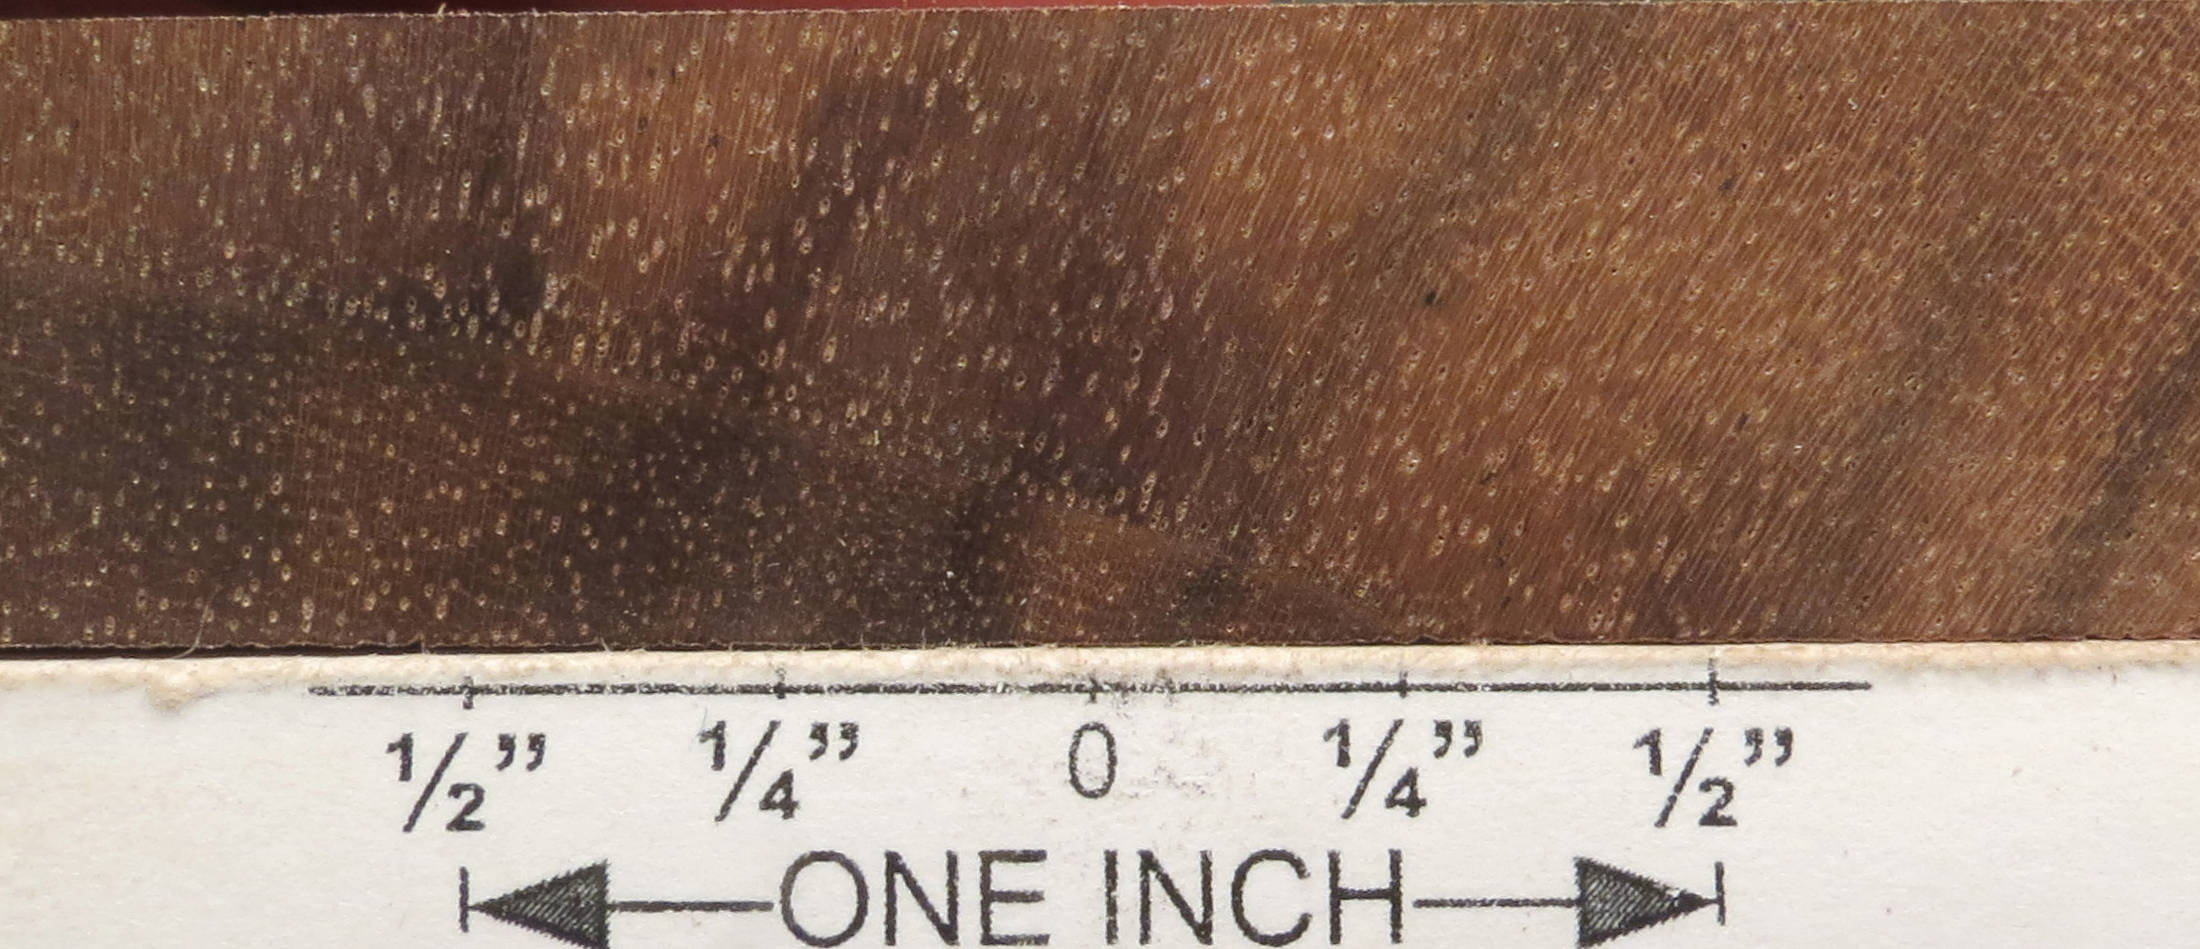 1/2” 1/4” 0 1/4” 1/2”
ONE INCH